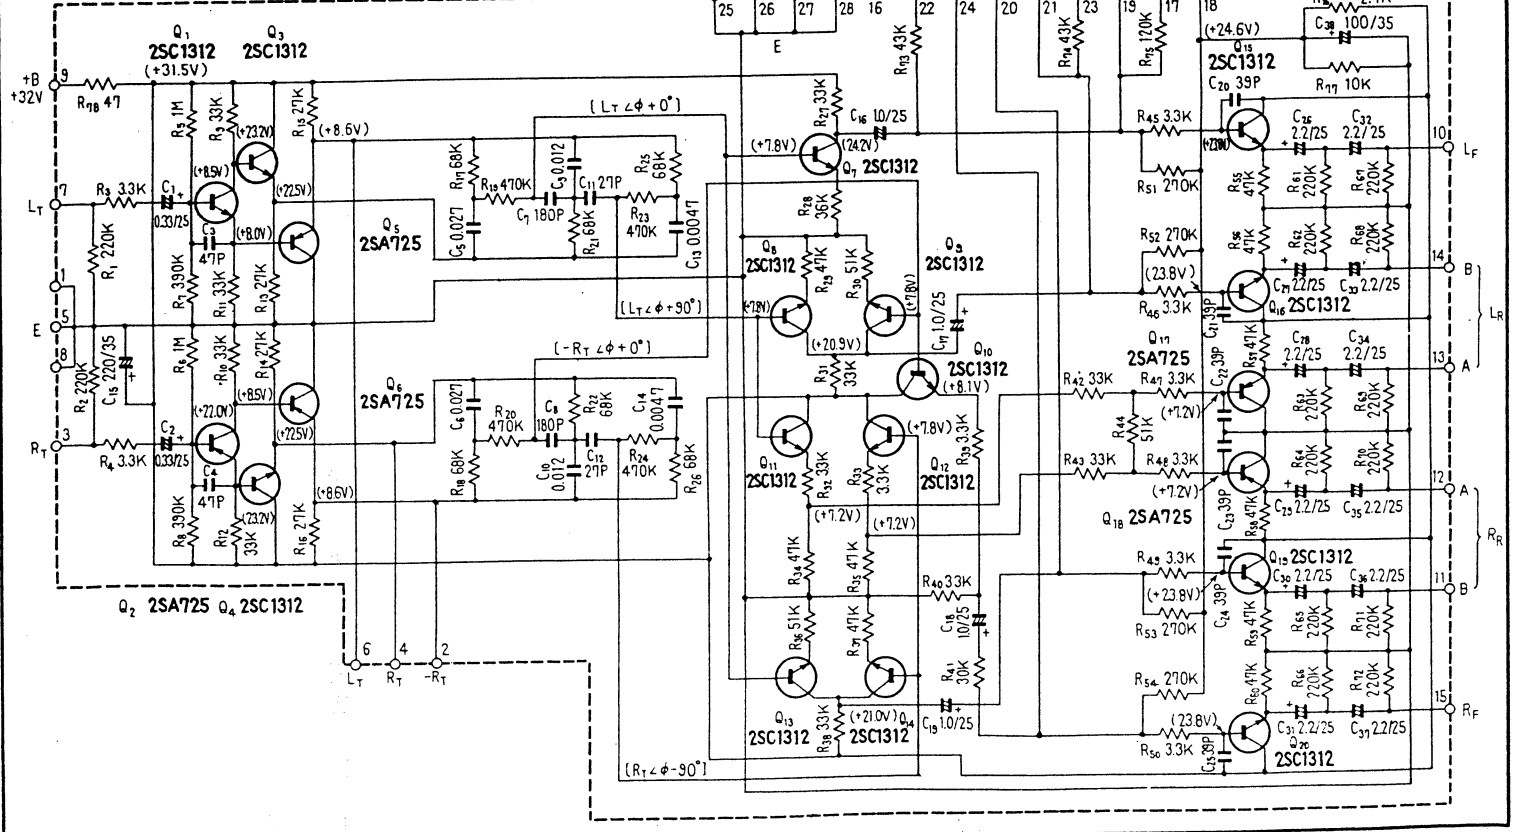 25 26 27 28 16 22 24 20 21 23 19 17 18
E
Q1
2SC1312
Q3
2SC1312
(+31.5V)
+B
+32V
9
R78 47
R5 1M
R9 33K
R15 27K
(+23.2V)
(+8.6V)
(+8.5V)
7
LT
R3 3.3K
C1 +
0.33/25
(+22.5V)
C3
47P
(+8.0V)
Q5
2SA725
R1 220K
R7 390K
R11 33K
R13 27K
1
5
E
8
R2 220K
C15 220/35
+
R6 1M
R10 33K
R14 27K
(+8.5V)
(+22.0V)
(+22.5V)
Q6
2SA725
3
RT
R4 3.3K
C2 +
0.33/25
C4
47P
(23.2V)
(+8.6V)
R8 390K
R12
33K
R16 27K
Q2 2SA725 Q4 2SC1312
6
LT
4
RT
2
-RT
[LT∠ϕ+0°]
R17 68K
R19 470K
C9 0.012
C11 27P
R25
68K
C5 0.027
C7 180P
R21 68K
R23
470K
C13 0.0047
[LT∠ϕ+90°]
[-RT∠ϕ+0°]
C6 0.027
R20
470K
C8
180P
R22
68K
C14
0.0047
R18 68K
C10
0.012
C12
27P
R24
470K
R26 68K
[RT∠ϕ-90°]
R73 43K
R74 43K
R75 120K
R27 33K
C16 1.0/25
(+7.8V)
(24.2V)
Q7 2SC1312
R28
36K
Q8
2SC1312
R29 47K
R30 51K
Q9
2SC1312
(+7.8V)
(+7.8V)
C17 1.0/25
+
(+20.9V)
R31
33K
Q10
2SC1312
(+8.1V)
Q11
2SC1312
R32 33K
R33
3.3K
(+7.8V)
Q12
2SC1312
R39 3.3K
(+7.2V)
(+7.2V)
R34 47K
R35 47K
R40 33K
R36 51K
R37 47K
C18
1.0/25
+
R41
30K
Q13
2SC1312
R38 33K
(+21.0V) Q14
2SC1312
C19 1.0/25
+
(+24.6V)
Q15
2SC1312
C38 100/35
+
R77 10K
C20 39P
R45 3.3K
R51 270K
(+23.8V)
R55
47K
C26
2.2/25
C32
2.2/25
+
R61
220K
R67
220K
10
LF
R52 270K
(23.8V)
R46 3.3K
R56
47K
R62
220K
R68
220K
C21 39P
Q16 2SC1312
C27 2.2/25
C33 2.2/25
+
14
B
LR
Q17
2SA725
C22 39P
R57 47K
C28
2.2/25
C34
2.2/25
+
13
A
R42 33K
R47 3.3K
(+7.2V)
R44
51K
R63
220K
R69
220K
R43 33K
R48 3.3K
(+7.2V)
R64
220K
R70
220K
C29 2.2/25
C35 2.2/25
+
12
A
Q18 2SA725
C23 39P
R58 47K
RR
R49 3.3K
(+23.8V)
R53 270K
C24 39P
Q19 2SC1312
C30 2.2/25
C36 2.2/25
+
11
B
R59 47K
R65
220K
R71
220K
R54 270K
(23.8V)
R50 3.3K
R60 47K
R66
220K
R72
220K
C25 39P
C31 2.2/25
C37 2.2/25
+
15
RF
Q20
2SC1312